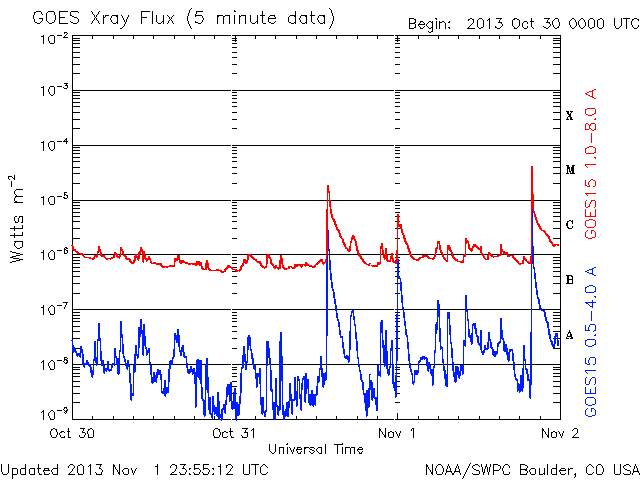 GOES Xray Flux (5 minute data)
Begin: 2013 Oct 30 0000 UTC
10-2
10-3
10-4
10-5
10-6
10-7
10-8
10-9
Watts m-2
X
M
C
B
A
GOES15 1.0-8.0 A
GOES15 0.5-4.0 A
Oct 30
Oct 31
Nov 1
Nov 2
Universal Time
Updated 2013 Nov 1 23:55:12 UTC
NOAA/SWPC Boulder, CO USA